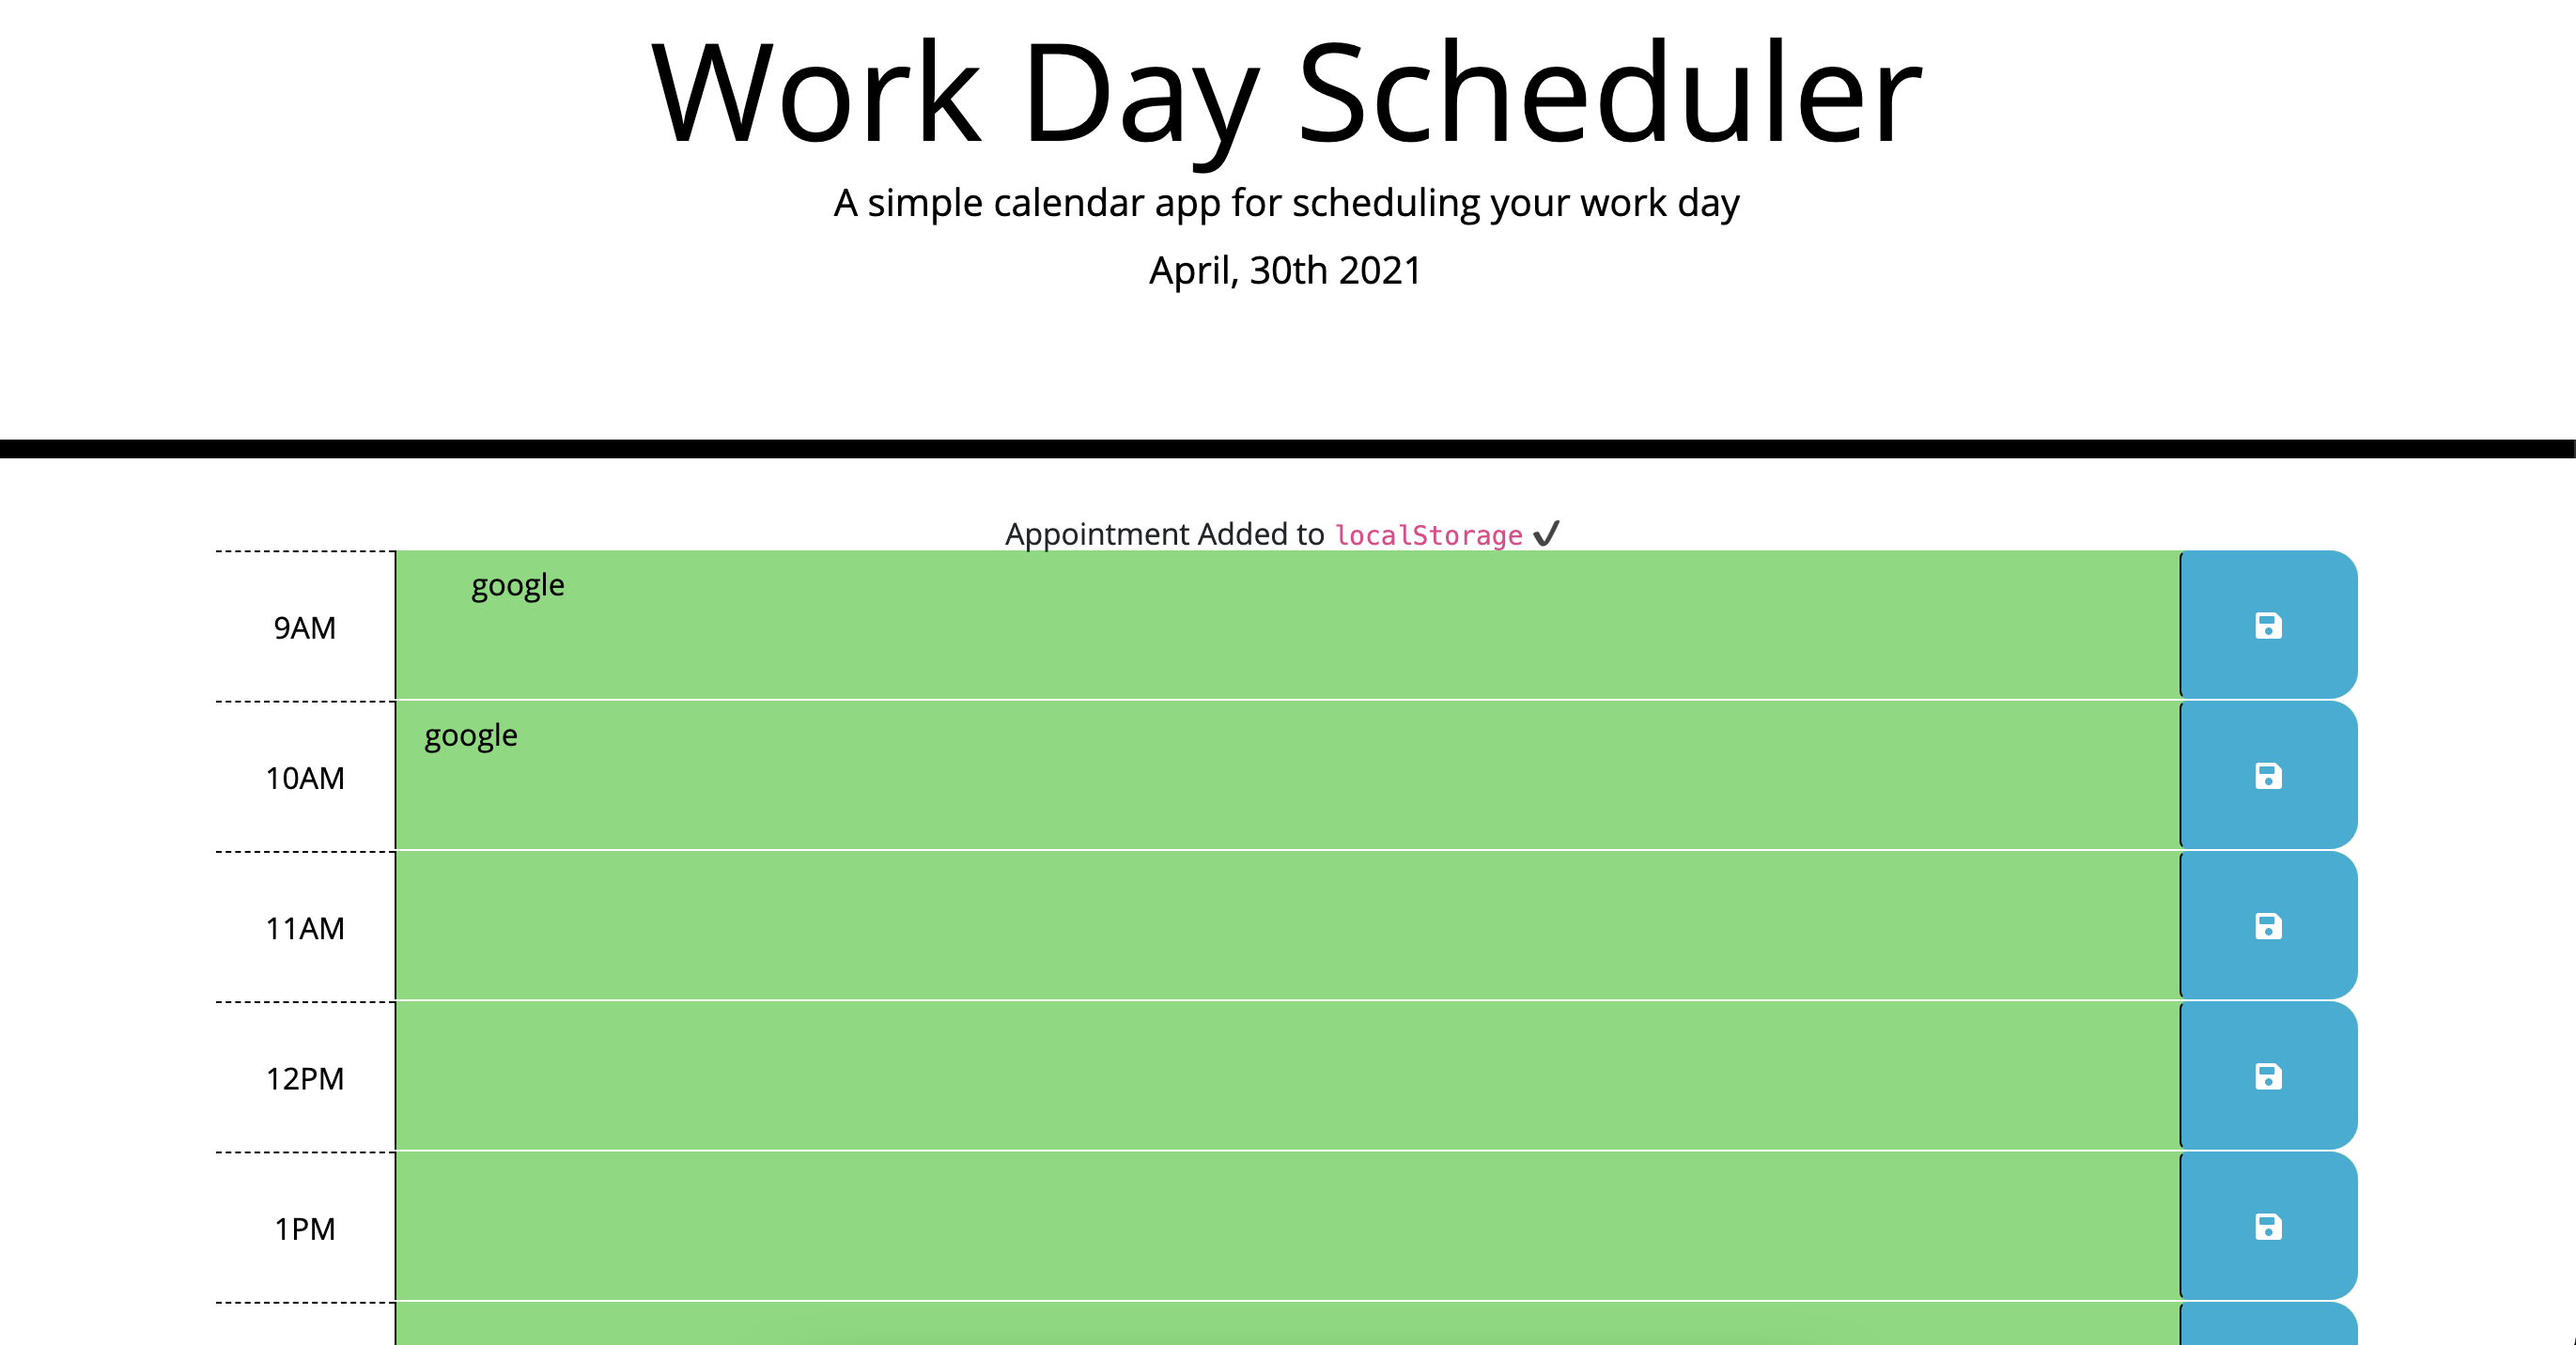 Work Day Scheduler
A simple calendar app for scheduling your work day
April, 30th 2021
Appointment Added to localStorage ✔
9AM
google
10AM
google
11AM
12PM
1PM